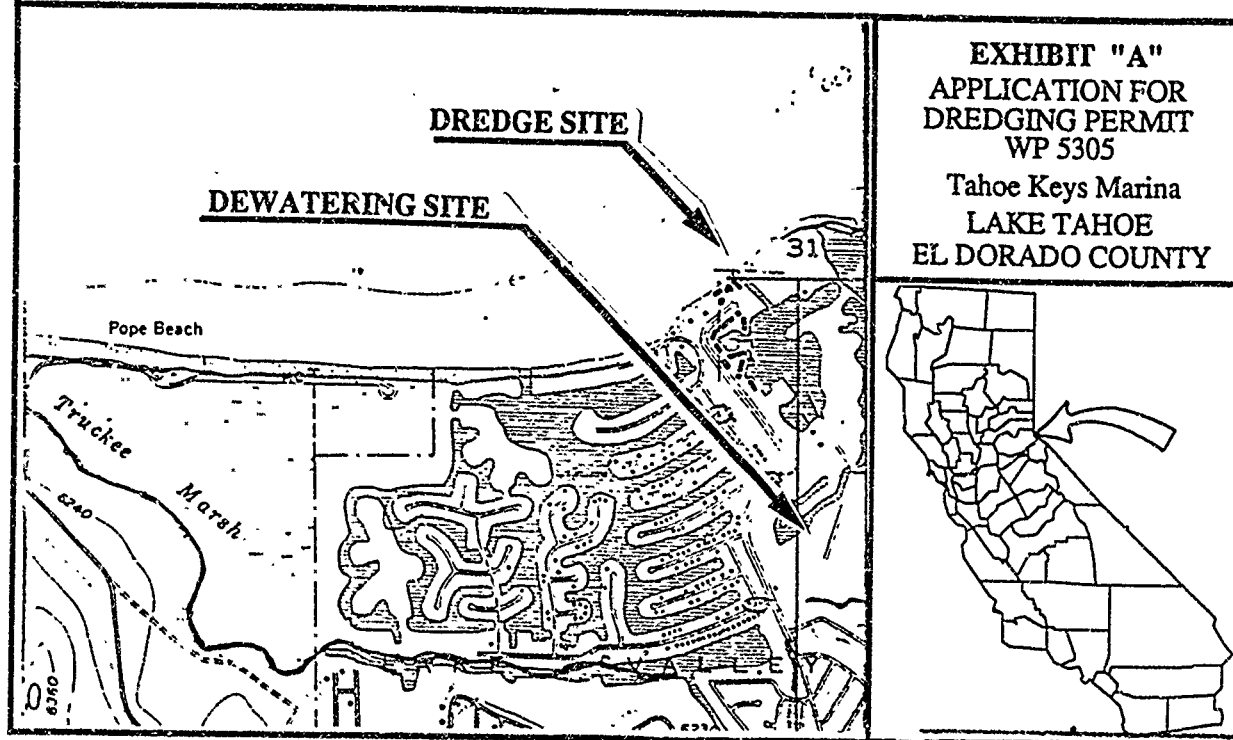 EXHIBIT "A"
APPLICATION FOR
DREDGING PERMIT
WP 5305
Tahoe Keys Marina
LAKE TAHOE
EL DORADO COUNTY
DREDGE SITE
DEWATERING SITE
31
Pope Beach
Truckee
Marsh
6240
6360
VALLEY